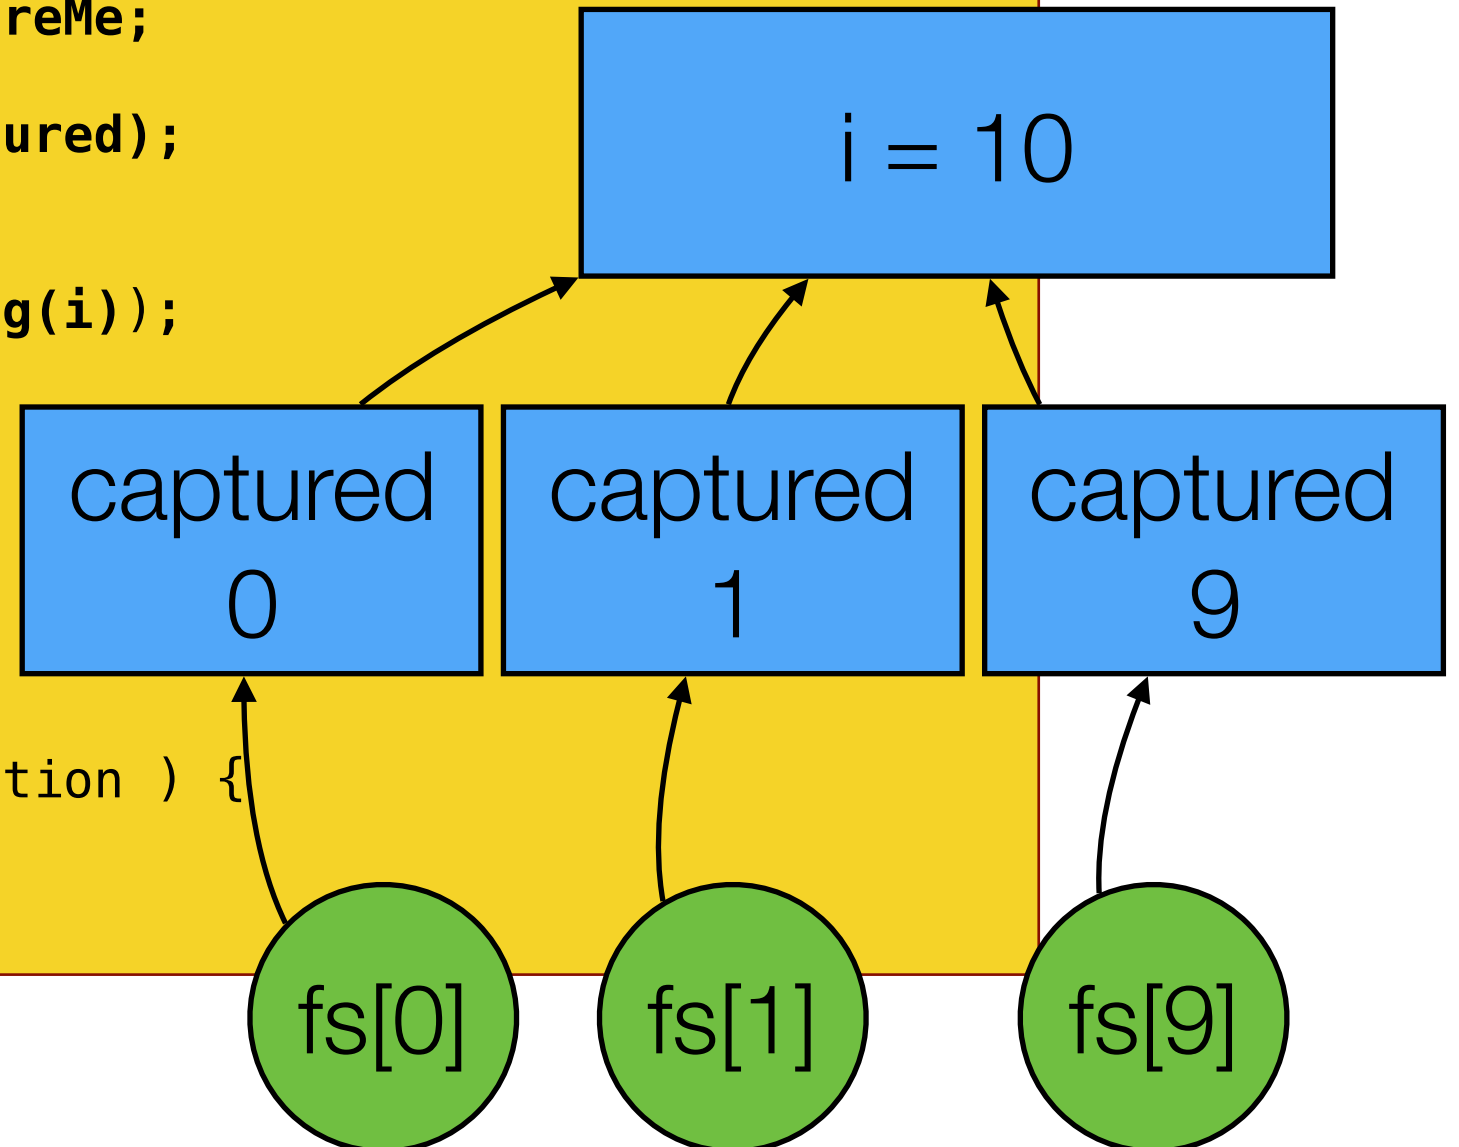 reMe;
ured);
g(i));
tion ) {
i = 10
captured
0
captured
1
captured
9
fs[0]
fs[1]
fs[9]